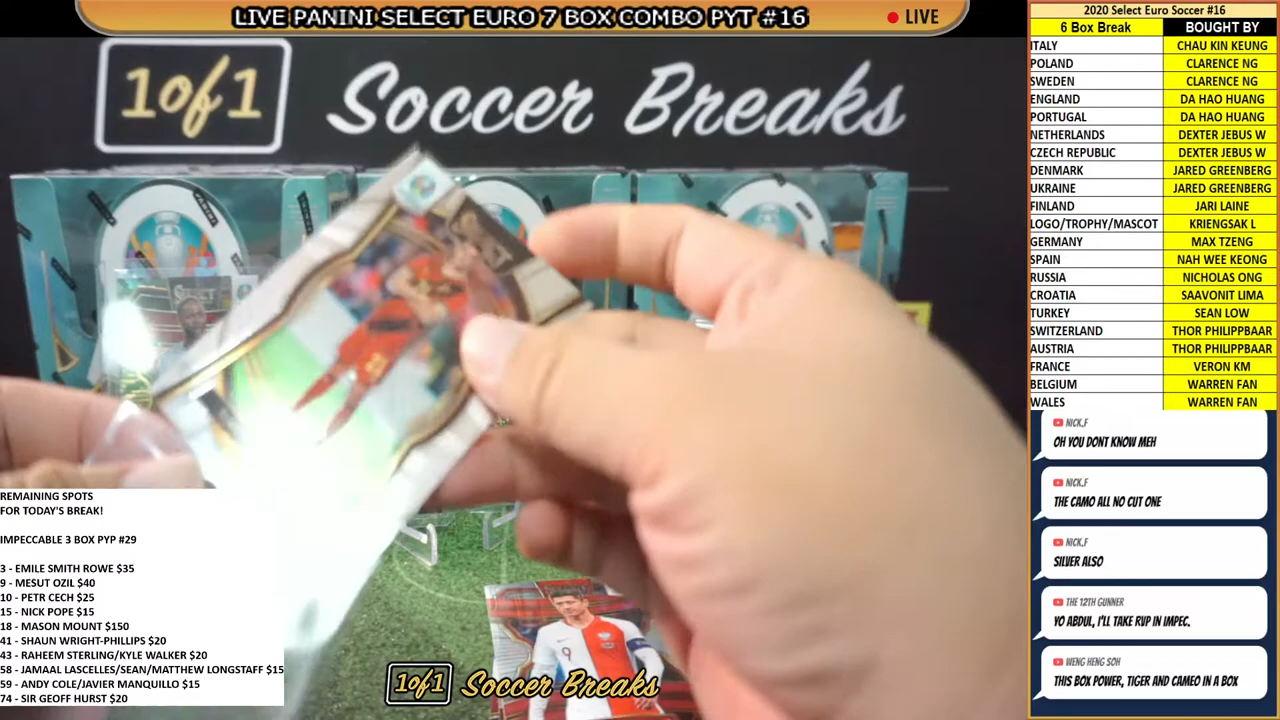 LIVE PANINI SELECT EURO 7 BOX COMBO PYT #16
LIVE
1of1 Soccer Breaks
SELECT
9
1of1 Soccer Breaks
REMAINING SPOTS
FOR TODAY'S BREAK!
IMPECCABLE 3 BOX PYP #29
3 - EMILE SMITH ROWE $35
9 - MESUT OZIL $40
10 - PETR CECH $25
15 - NICK POPE $15
18 - MASON MOUNT $150
41 - SHAUN WRIGHT-PHILLIPS $20
43 - RAHEEM STERLING/KYLE WALKER $20
58 - JAMAAL LASCELLES/SEAN/MATTHEW LONGSTAFF $15
59 - ANDY COLE/JAVIER MANQUILLO $15
74 - SIR GEOFF HURST $20
2020 Select Euro Soccer #16
6 Box Break BOUGHT BY
ITALY CHAU KIN KEUNG
POLAND CLARENCE NG
SWEDEN CLARENCE NG
ENGLAND DA HAO HUANG
PORTUGAL DA HAO HUANG
NETHERLANDS DEXTER JEBUS W
CZECH REPUBLIC DEXTER JEBUS W
DENMARK JARED GREENBERG
UKRAINE JARED GREENBERG
FINLAND JARI LAINE
LOGO/TROPHY/MASCOT KRIENGSAK L
GERMANY MAX TZENG
SPAIN NAH WEE KEONG
RUSSIA NICHOLAS ONG
CROATIA SAAVONIT LIMA
TURKEY SEAN LOW
SWITZERLAND THOR PHILIPPBAAR
AUSTRIA THOR PHILIPPBAAR
FRANCE VERON KM
BELGIUM WARREN FAN
WALES WARREN FAN
NICK.F
OH YOU DONT KNOW MEH
NICK.F
THE CAMO ALL NO CUT ONE
NICK.F
SILVER ALSO
THE 12TH GUNNER
YO ABDUL, I'LL TAKE RVP IN IMPEC.
WENG HENG SOH
THIS BOX POWER, TIGER AND CAMEO IN A BOX